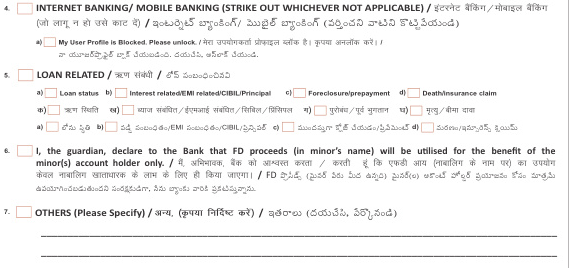 4. INTERNET BANKING/ MOBILE BANKING (STRIKE OUT WHICHEVER NOT APPLICABLE) / इंटरनेट बैंकिंग / मोबाइल बैंकिंग
(जो लागू न हो उसे काट दें) / ఇంటర్నెట్ బ్యాంకింగ్/ మొబైల్ బ్యాంకింగ్ (వర్తించని వాటిని కొట్టివేయండి)
a) My User Profile is Blocked. Please unlock. / मेरा उपयोगकर्ता प्रोफाइल ब्लॉक है। कृपया अनलॉक करें। /
నా యూజర్‌ప్రొఫైల్ బ్లాక్ చేయబడింది. దయచేసి, అన్‌లాక్ చేయండి.
5. LOAN RELATED / ऋण संबंधी / లోన్ సంబంధించినవి
a) Loan status b) Interest related/EMI related/CIBIL/Principal c) Foreclosure/prepayment d) Death/insurance claim
क) ऋण स्थिति ख) ब्याज संबंधित/ईएमआई संबंधित/सिबिल/प्रिंसिपल ग) पुरोबंध/पूर्व भुगतान घ) मृत्यु/बीमा दावा
a) లోను స్థితి b) వడ్డీ సంబంధితం/EMI సంబంధితం/CIBIL/ప్రిన్సిపల్ c) ముందస్తుగా క్లోజ్ చేయడం/ప్రీపేమెంట్ d) మరణం/ఇన్సూరెన్స్ క్లెయిమ్
6. I, the guardian, declare to the Bank that FD proceeds (in minor's name) will be utilised for the benefit of the
minor(s) account holder only. / मैं, अभिभावक, बैंक को आश्वस्त करता / करती हूं कि एफडी आय (नाबालिग के नाम पर) का उपयोग
केवल नाबालिग खाताधारक के लाभ के लिए ही किया जाएगा। / FD ప్రొసీడ్స్ (మైనర్ పేరు మీద ఉన్నవి) మైనర్(ల) అకౌంట్ హోల్డర్ ప్రయోజనం కోసం మాత్రమే
ఉపయోగించబడుతుందని సంరక్షకుడిగా, నేను బ్యాంకు వారికి ప్రకటిస్తున్నాను.
7. OTHERS (Please Specify) / अन्य, (कृपया निर्दिष्ट करें) / ఇతరాలు (దయచేసి, పేర్కొనండి)